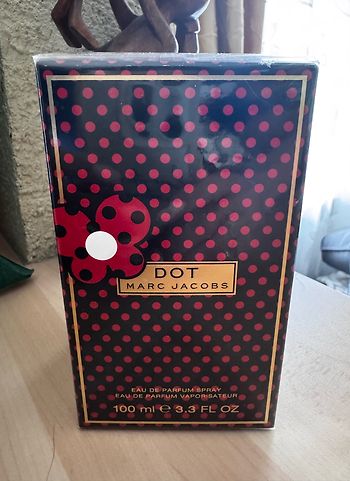 DOT
MARC JACOBS
EAU DE PARFUM SPRAY
EAU DE PARFUM VAPORISATEUR
100 ml ℮ 3.3 FL OZ